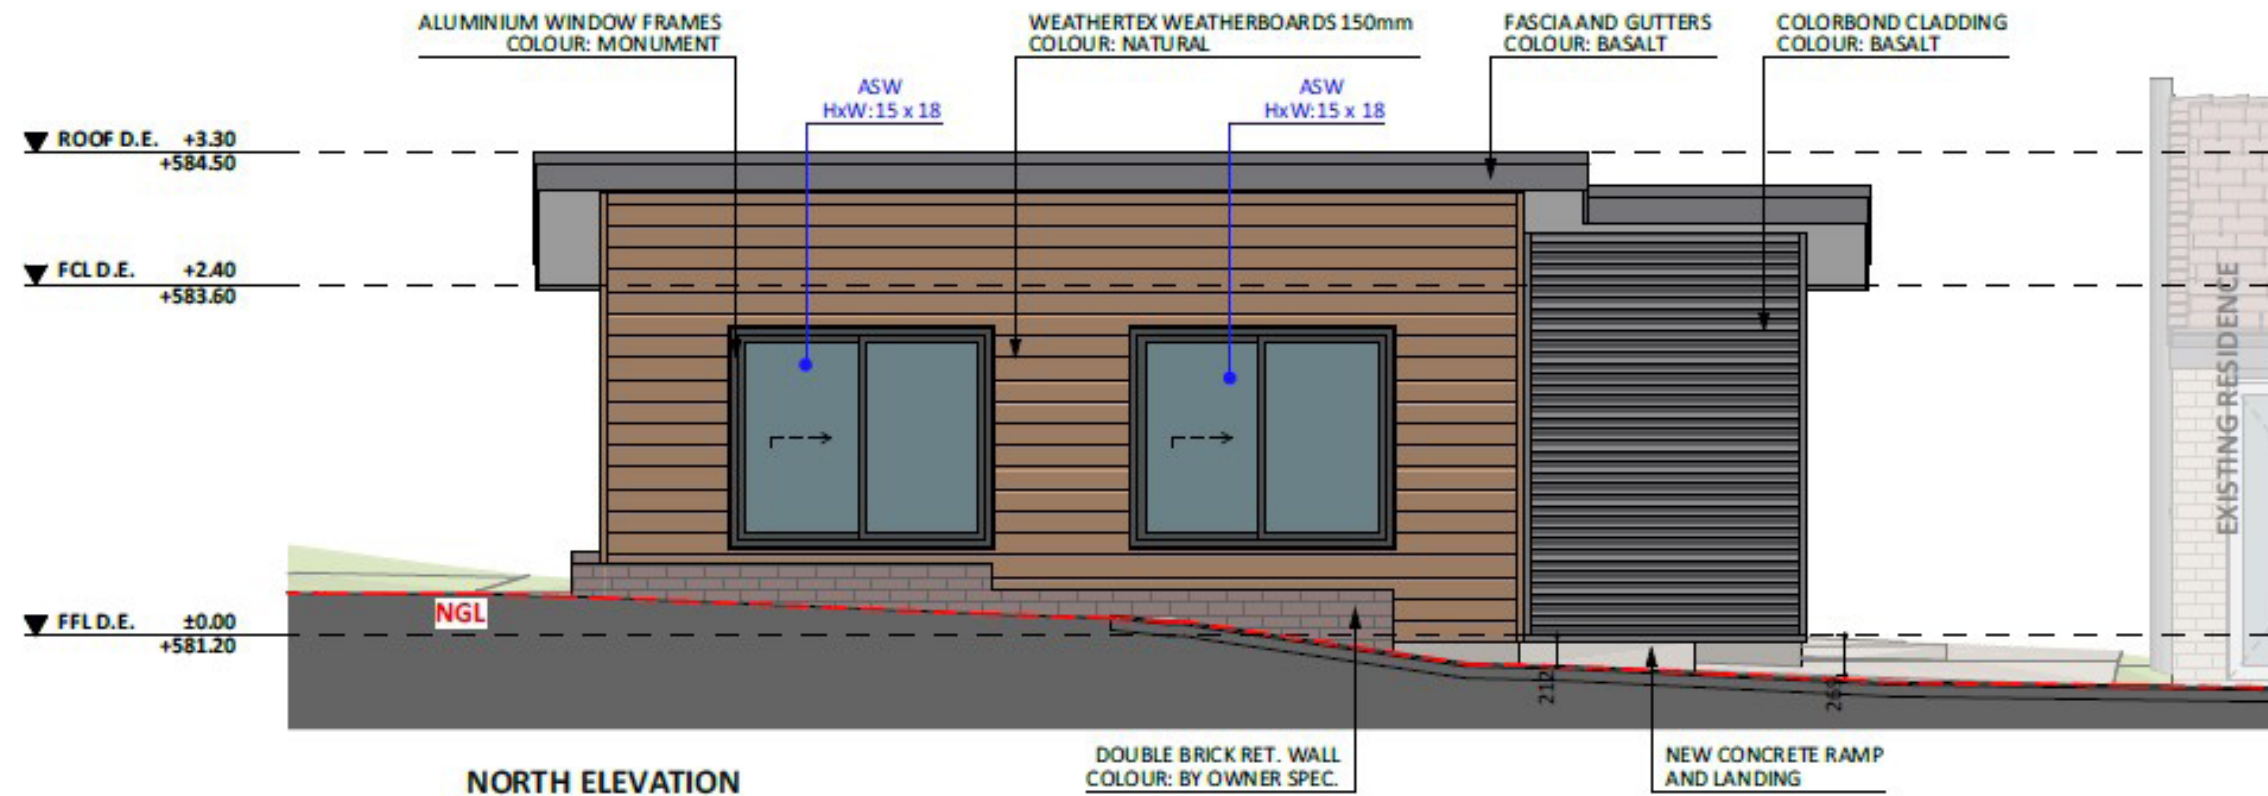 ALUMINIUM WINDOW FRAMES
COLOUR: MONUMENT
WEATHERTEX WEATHERBOARDS 150mm
COLOUR: NATURAL
FASCIA AND GUTTERS
COLOUR: BASALT
COLORBOND CLADDING
COLOUR: BASALT
ASW
HxW:15 x 18
ASW
HxW:15 x 18
ROOF D.E. +3.30
+584.50
FCL D.E. +2.40
+583.60
EXISTING RESIDENCE
NGL
FFL D.E. ±0.00
+581.20
212
269
DOUBLE BRICK RET. WALL
COLOUR: BY OWNER SPEC.
NEW CONCRETE RAMP
AND LANDING
NORTH ELEVATION